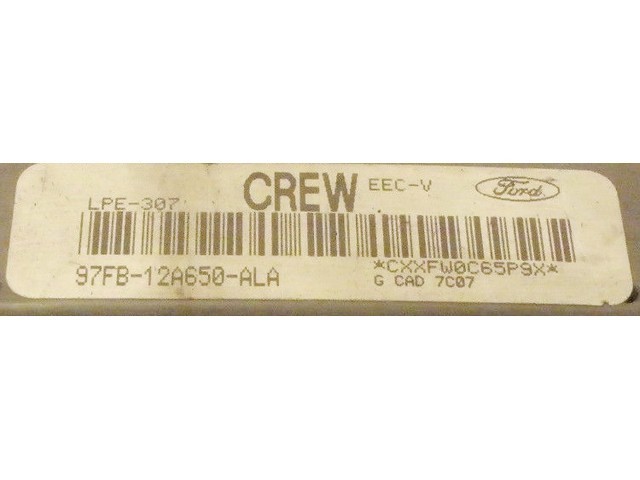 LPE-307 CREW EEC-V Ford
97FB-12A650-ALA *CXXFW0C65P9X*
G CAD 7C07